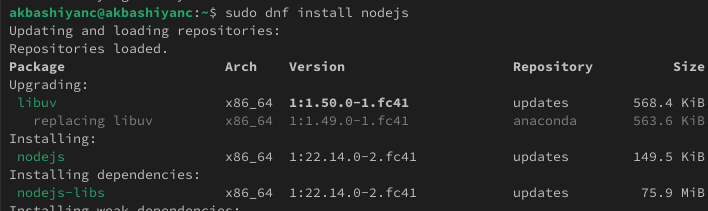 akbashiyanc@akbashiyanc:~$ sudo dnf install nodejs
Updating and loading repositories:
Repositories loaded.
Package Arch Version Repository Size
Upgrading:
libuv x86_64 1:1.50.0-1.fc41 updates 568.4 KiB
replacing libuv x86_64 1:1.49.0-1.fc41 anaconda 563.6 KiB
Installing:
nodejs x86_64 1:22.14.0-2.fc41 updates 149.5 KiB
Installing dependencies:
nodejs-libs x86_64 1:22.14.0-2.fc41 updates 75.9 MiB
Installing weak dependencies: